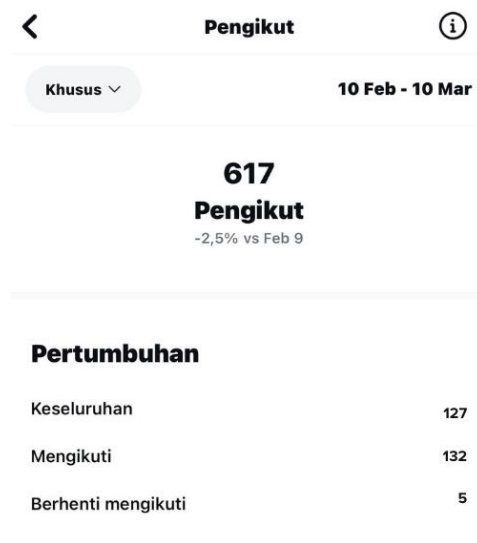 Pengikut
Khusus
10 Feb - 10 Mar
617
Pengikut
-2,5% vs Feb 9
Pertumbuhan
Keseluruhan 127
Mengikuti 132
Berhenti mengikuti 5